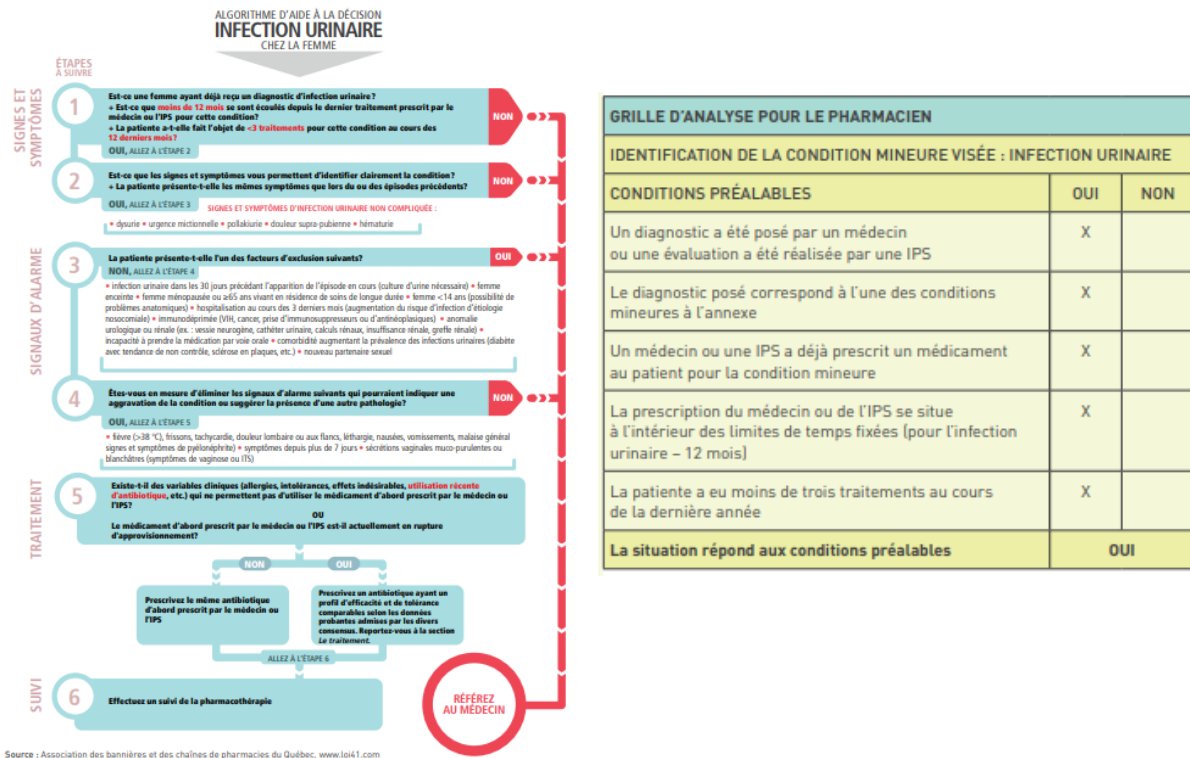 ALGORITHME D'AIDE À LA DÉCISION
INFECTION URINAIRE
CHEZ LA FEMME
ÉTAPES
À SUIVRE
SIGNES ET
SYMPTÔMES
1
Est-ce une femme ayant déjà reçu un diagnostic d'infection urinaire?
+ Est-ce que moins de 12 mois se sont écoulés depuis le dernier traitement prescrit par le
médecin ou l'IPS pour cette condition?
+ La patiente a-t-elle fait l'objet de <3 traitements pour cette condition au cours des
12 derniers mois?
NON
OUI, ALLEZ À L'ÉTAPE 2
2
Est-ce que les signes et symptômes vous permettent d'identifier clairement la condition?
+ La patiente présente-t-elle les mêmes symptômes que lors du ou des épisodes précédents?
NON
OUI, ALLEZ À L'ÉTAPE 3
SIGNES ET SYMPTÔMES D'INFECTION URINAIRE NON COMPLIQUÉE :
• dysurie • urgence mictionnelle • pollakiurie • douleur supra-pubienne • hématurie
SIGNAUX D'ALARME
3
La patiente présente-t-elle l'un des facteurs d'exclusion suivants?
OUI
NON, ALLEZ À L'ÉTAPE 4
• infection urinaire dans les 30 jours précédant l'apparition de l'épisode en cours (culture d'urine nécessaire) • femme
enceinte • femme ménopausée ou ≥65 ans vivant en résidence de soins de longue durée • femme <14 ans (possibilité de
problèmes anatomiques) • hospitalisation au cours des 3 derniers mois (augmentation du risque d'infection d'étiologie
nosocomiale) • immunodéprimée (VIH, cancer, prise d'immunosuppresseurs ou d'antinéoplasiques) • anomalie
urologique ou rénale (ex. : vessie neurogène, cathéter urinaire, calculs rénaux, insuffisance rénale, greffe rénale) •
incapacité à prendre la médication par voie orale • comorbidité augmentant la prévalence des infections urinaires (diabète
avec tendance de non contrôle, sclérose en plaques, etc.) • nouveau partenaire sexuel
4
Êtes-vous en mesure d'éliminer les signaux d'alarme suivants qui pourraient indiquer une
aggravation de la condition ou suggérer la présence d'une autre pathologie?
NON
OUI, ALLEZ À L'ÉTAPE 5
• fièvre (>38 °C), frissons, tachycardie, douleur lombaire ou aux flancs, léthargie, nausées, vomissements, malaise général
signes et symptômes de pyélonéphrite) • symptômes depuis plus de 7 jours • sécrétions vaginales muco-purulentes ou
blanchâtres (symptômes de vaginose ou ITS)
TRAITEMENT
5
Existe-t-il des variables cliniques (allergies, intolérances, effets indésirables, utilisation récente
d'antibiotique, etc.) qui ne permettent pas d'utiliser le médicament d'abord prescrit par le médecin ou
l'IPS?
OU
Le médicament d'abord prescrit par le médecin ou l'IPS est-il actuellement en rupture
d'approvisionnement?
NON
OUI
Prescrivez le même antibiotique
d'abord prescrit par le médecin ou
l'IPS
Prescrivez un antibiotique ayant un
profil d'efficacité et de tolérance
comparables selon les données
probantes admises par les divers
consensus. Reportez-vous à la section
Le traitement.
ALLEZ À L'ÉTAPE 6
SUIVI
6
Effectuez un suivi de la pharmacothérapie
RÉFÉREZ
AU MÉDECIN
Source : Association des bannières et des chaînes de pharmacies du Québec. www.loi41.com
GRILLE D'ANALYSE POUR LE PHARMACIEN
IDENTIFICATION DE LA CONDITION MINEURE VISÉE : INFECTION URINAIRE
CONDITIONS PRÉALABLES OUI NON
Un diagnostic a été posé par un médecin X
ou une évaluation a été réalisée par une IPS
Le diagnostic posé correspond à l'une des conditions X
mineures à l'annexe
Un médecin ou une IPS a déjà prescrit un médicament X
au patient pour la condition mineure
La prescription du médecin ou de l'IPS se situe X
à l'intérieur des limites de temps fixées (pour l'infection
urinaire – 12 mois)
La patiente a eu moins de trois traitements au cours X
de la dernière année
La situation répond aux conditions préalables OUI